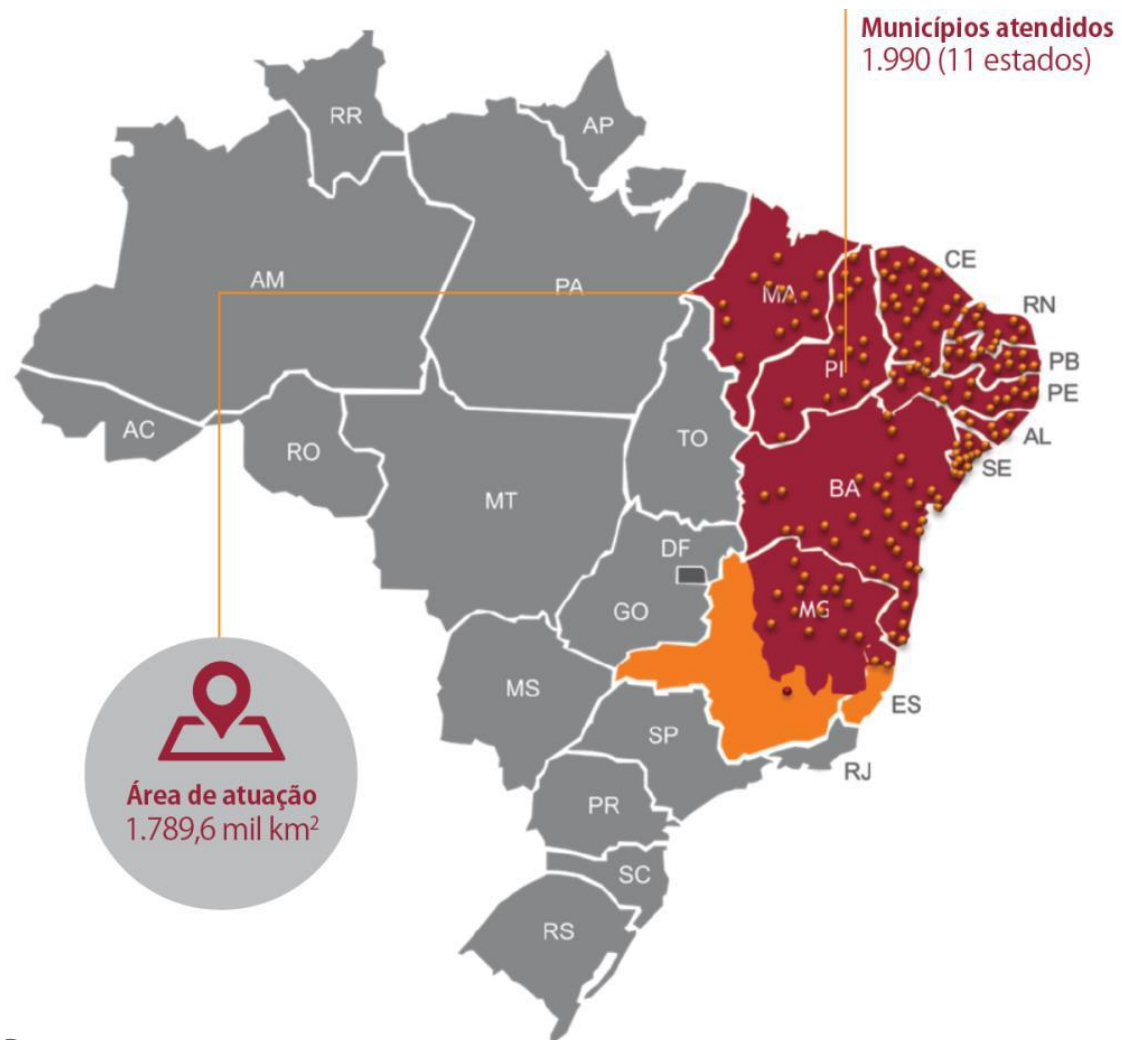 Municípios atendidos
1.990 (11 estados)
RR
AP
AM
PA
MA
CE
RN
PI
PB
PE
AC
RO
TO
AL
SE
MT
BA
DF
GO
MG
MS
ES
SP
RJ
Área de atuação
1.789,6 mil km²
PR
SC
RS